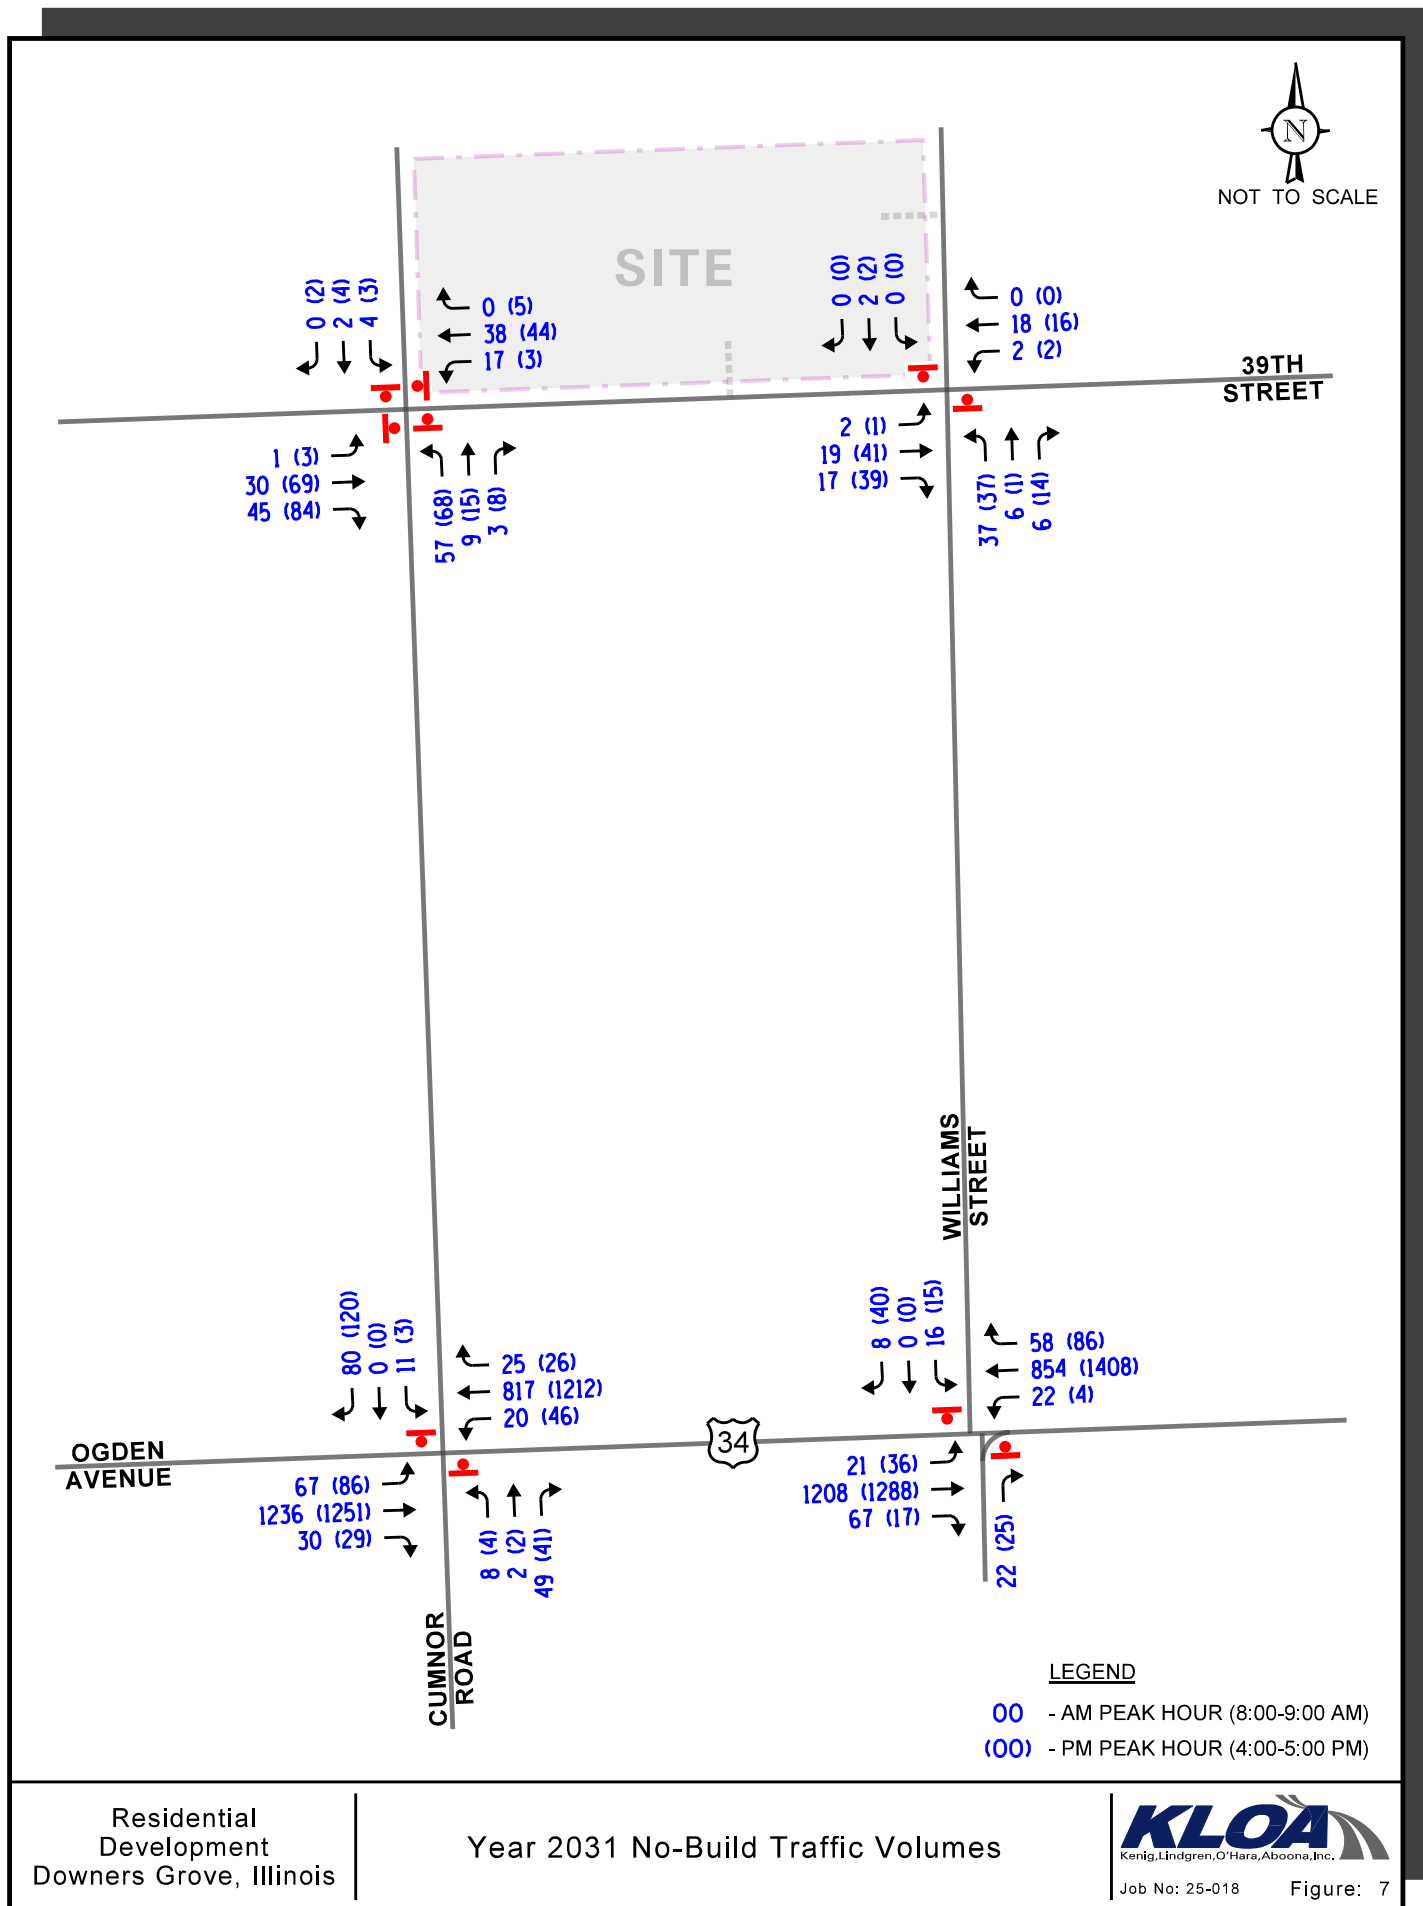 N
NOT TO SCALE
SITE
0 (2)
2 (4)
4 (3)
0 (5)
38 (44)
17 (3)
0 (0)
2 (2)
0 (0)
0 (0)
18 (16)
2 (2)
39TH
STREET
1 (3)
30 (69)
45 (84)
57 (68)
9 (15)
3 (8)
2 (1)
19 (41)
17 (39)
37 (37)
6 (1)
6 (14)
WILLIAMS
STREET
80 (120)
0 (0)
11 (3)
25 (26)
817 (1212)
20 (46)
8 (40)
0 (0)
16 (15)
58 (86)
854 (1408)
22 (4)
OGDEN
AVENUE
34
67 (86)
1236 (1251)
30 (29)
8 (4)
2 (2)
49 (41)
21 (36)
1208 (1288)
67 (17)
22 (25)
CUMNOR
ROAD
LEGEND
00 - AM PEAK HOUR (8:00-9:00 AM)
(00) - PM PEAK HOUR (4:00-5:00 PM)
Residential
Development
Downers Grove, Illinois
Year 2031 No-Build Traffic Volumes
KLOA
Kenig,Lindgren,O'Hara,Aboona,Inc.
Job No: 25-018 Figure: 7